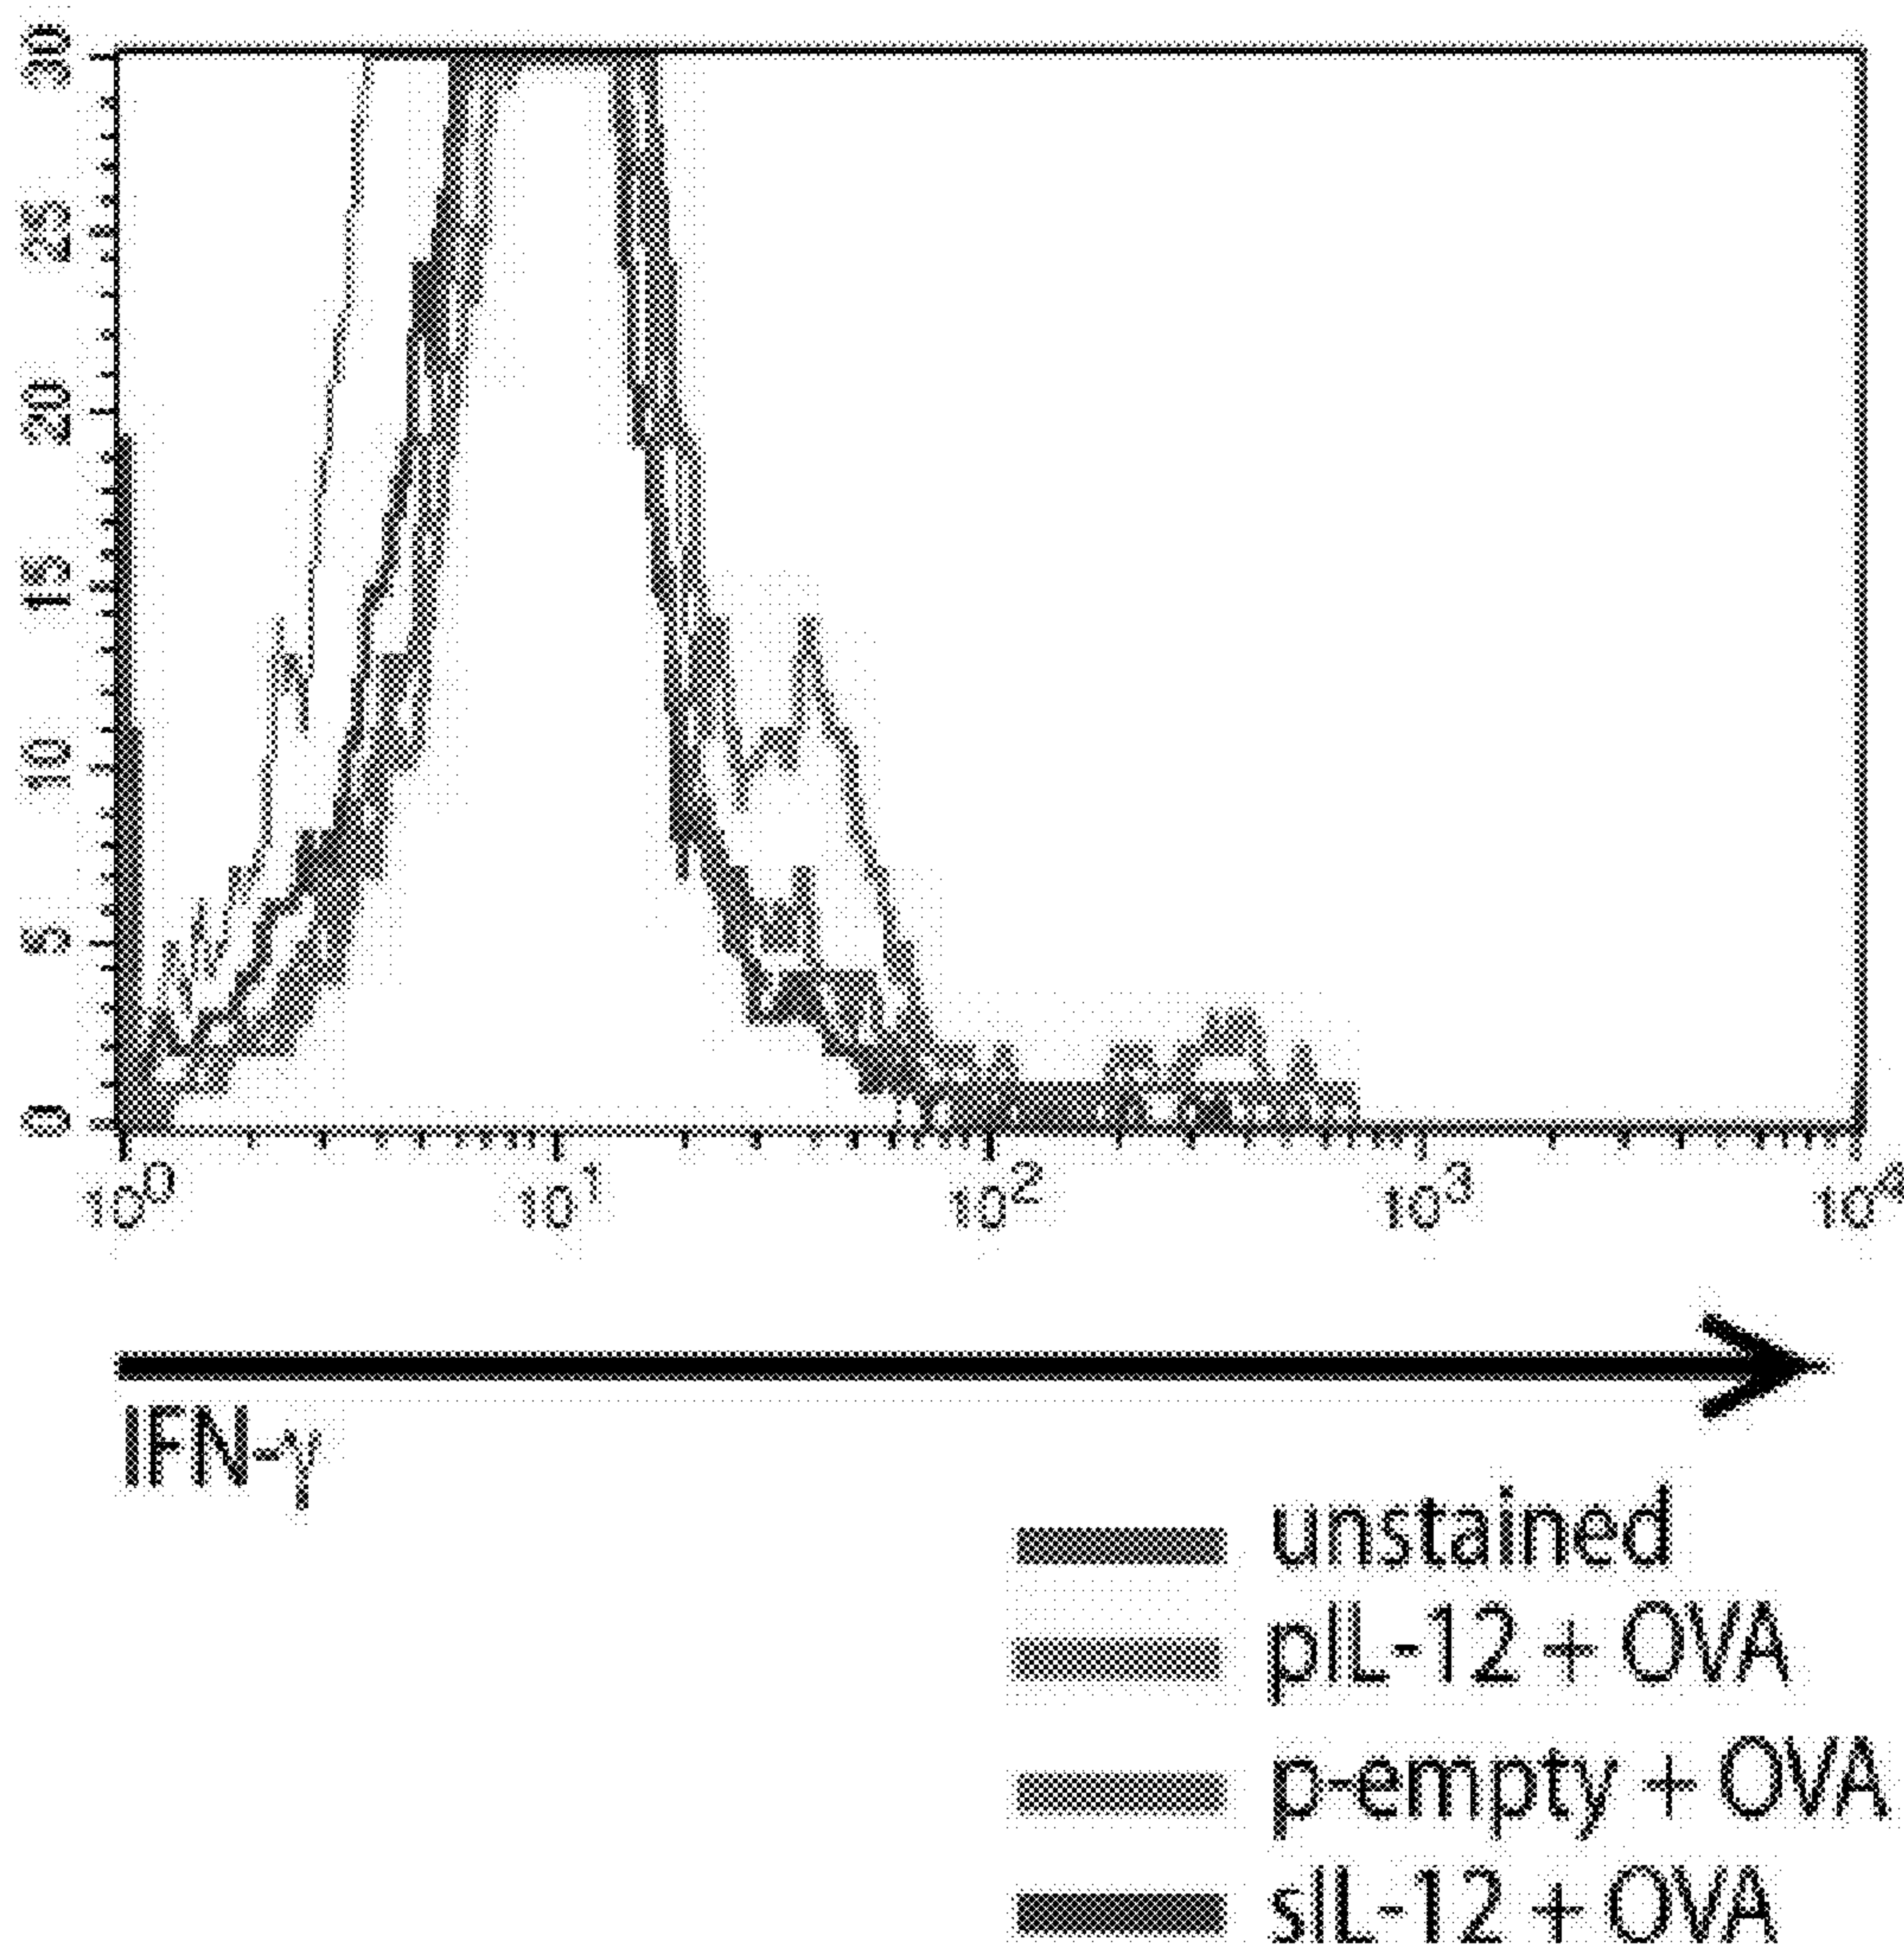 30
25
20
15
10
5
0
10^0 10^1 10^2 10^3 10^4
IFN-γ
unstained
pIL-12 + OVA
p-empty + OVA
sIL-12 + OVA